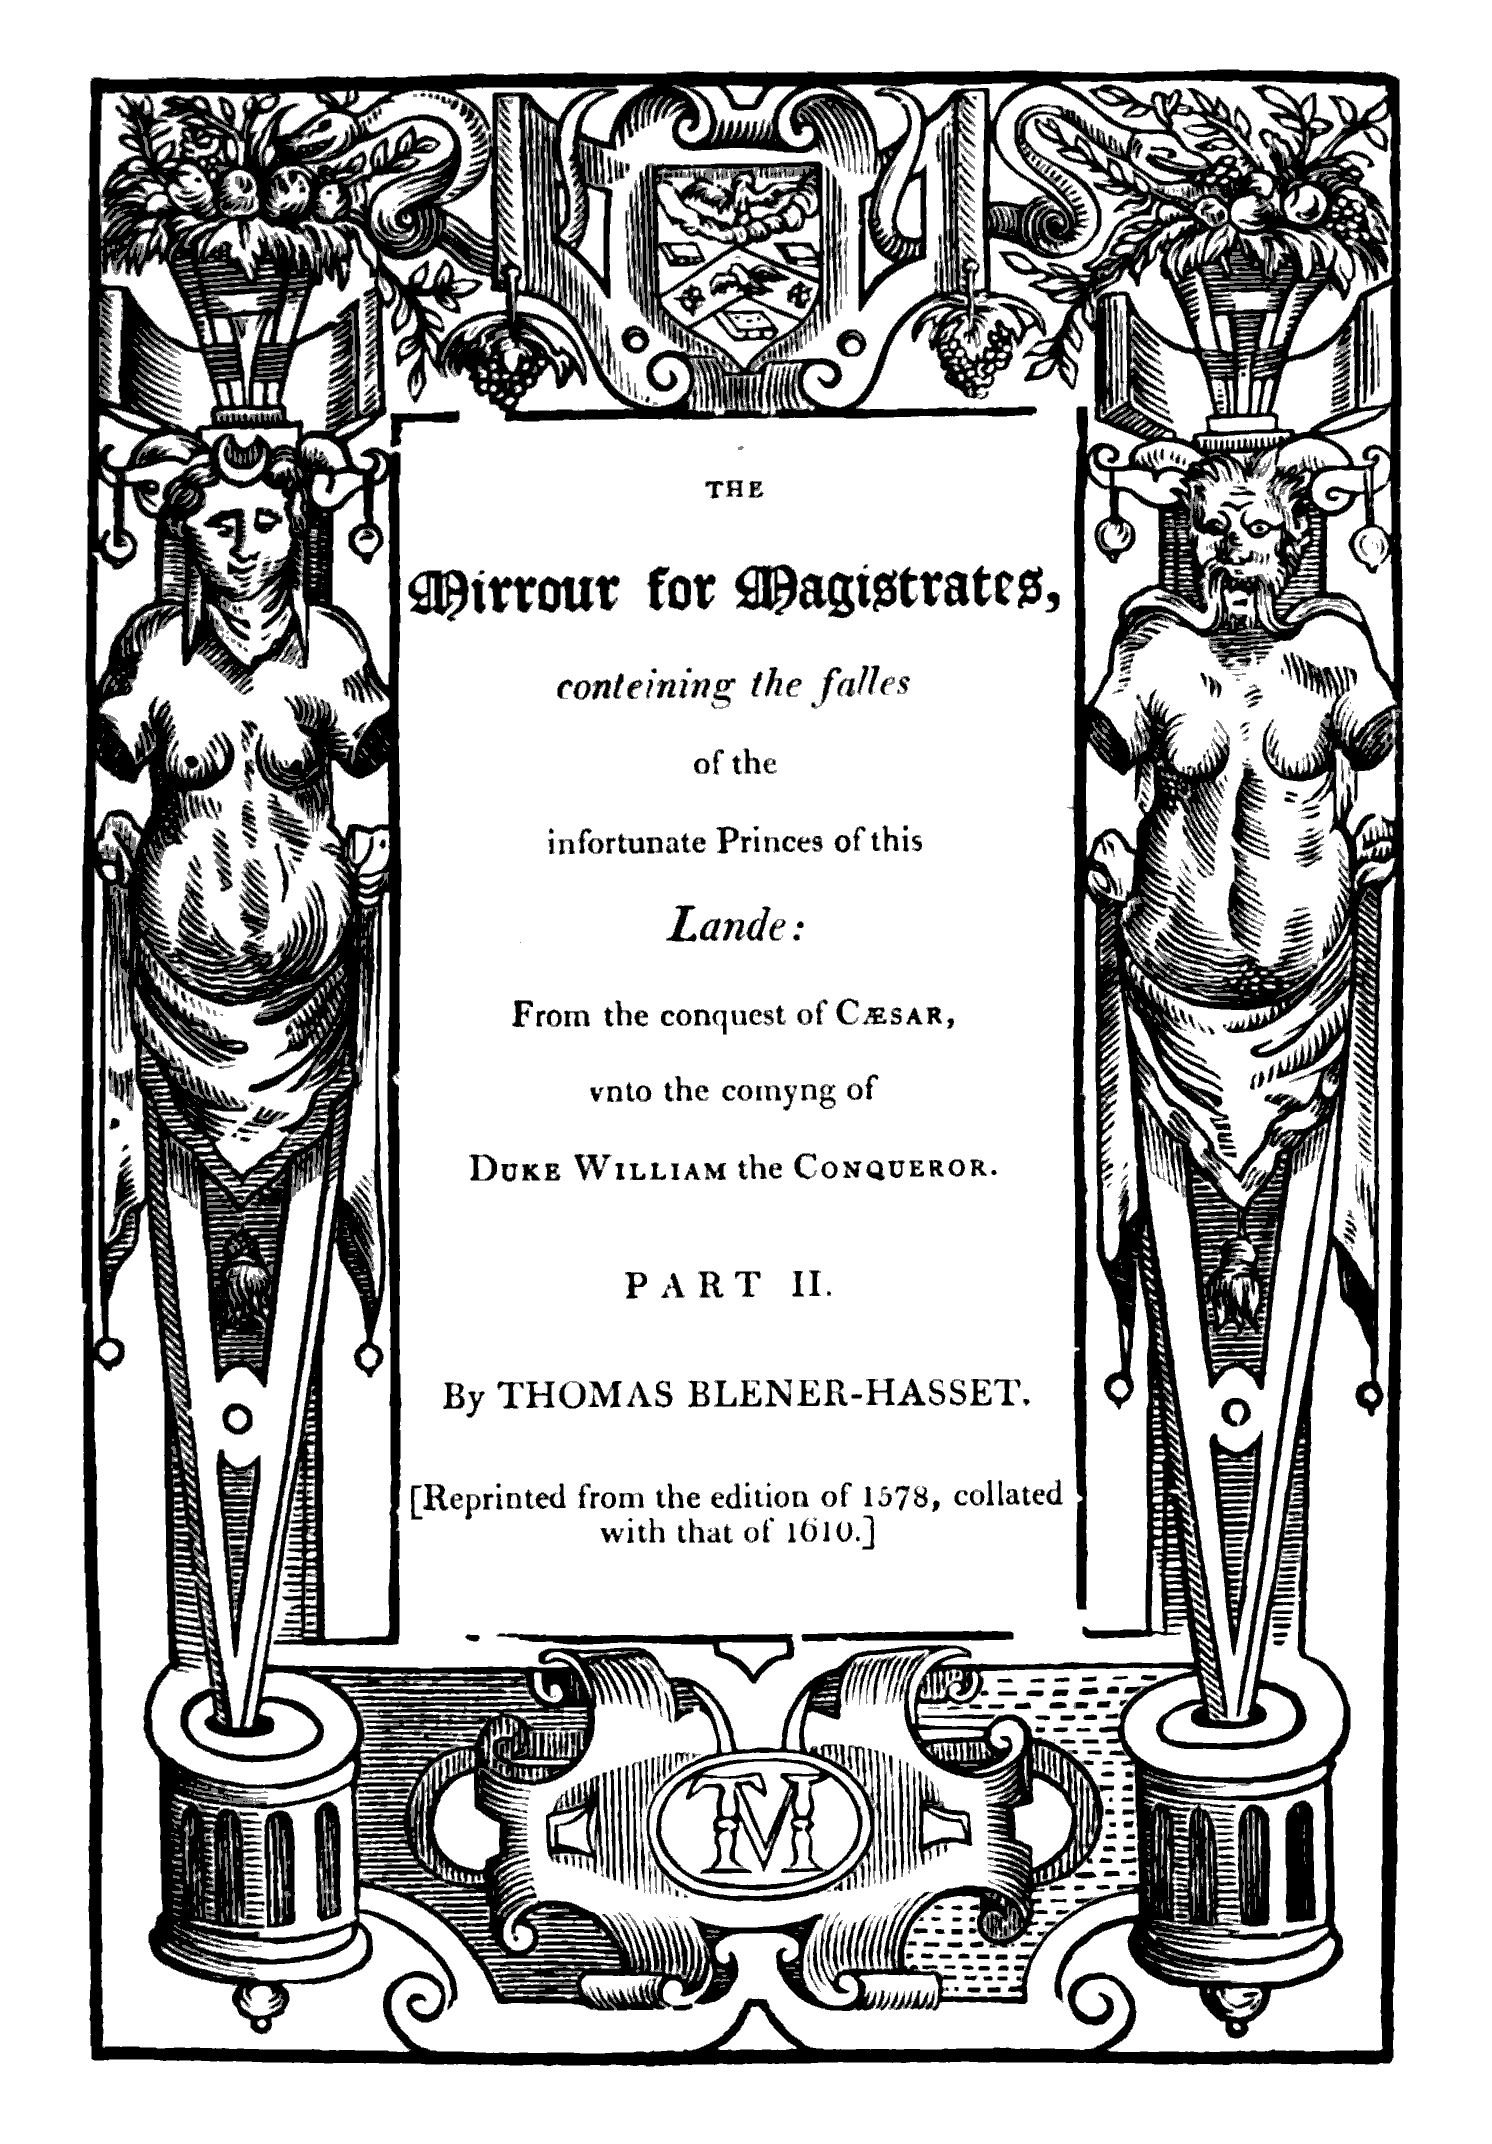 THE
Mirrour for Magistrates,
conteining the falles
of the
infortunate Princes of this
Lande:
From the conquest of CÆSAR,
vnto the comyng of
DUKE WILLIAM the CONQUEROR.
PART II.
By THOMAS BLENER-HASSET.
[Reprinted from the edition of 1578, collated
with that of 1610.]
TM